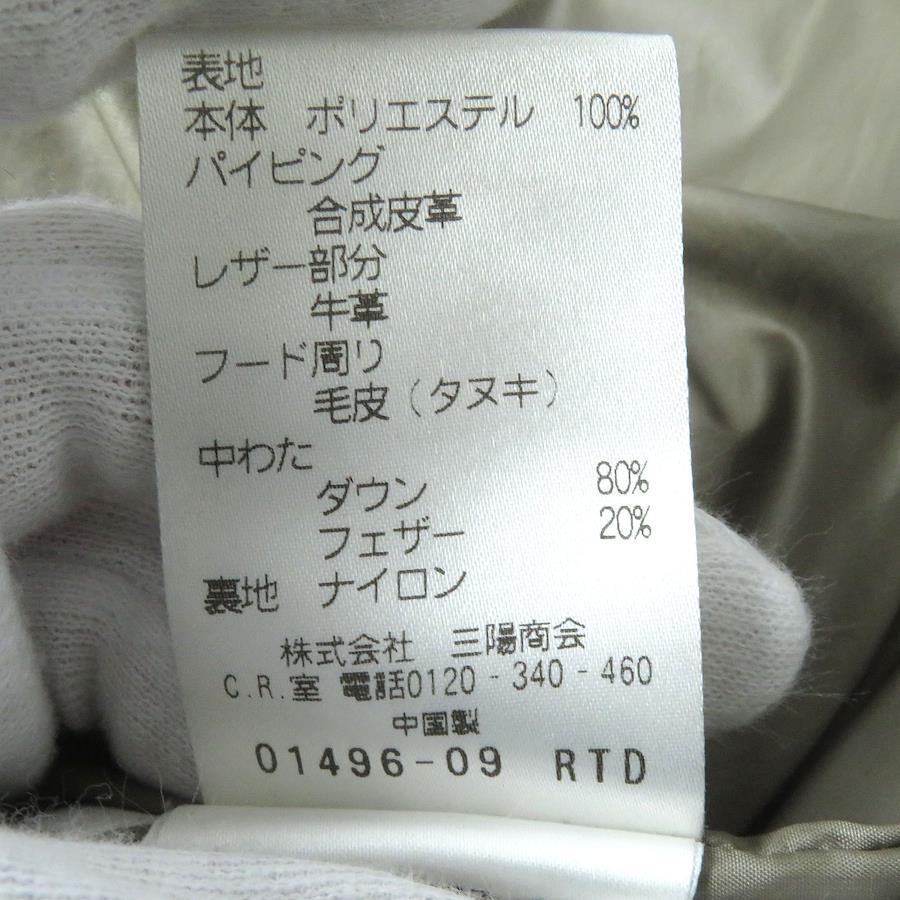 表地
本体 ポリエステル 100%
パイピング
合成皮革
レザー部分
牛革
フード周り
毛皮（タヌキ）
中わた
ダウン 80%
フェザー 20%
裏地 ナイロン
株式会社 三陽商会
C.R.室 電話0120-340-460
中国製
01496-09 RTD